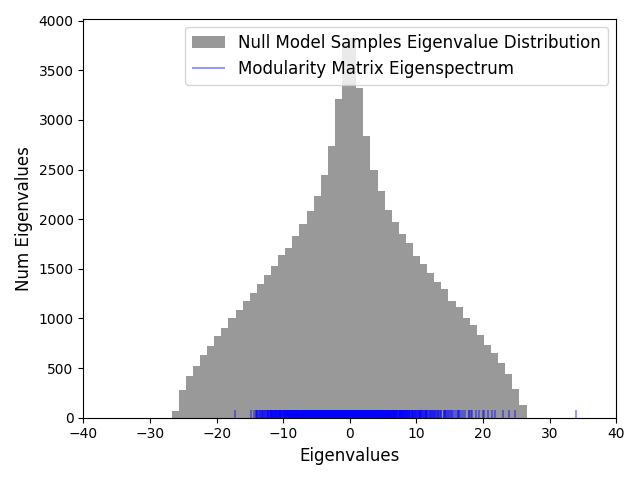 Null Model Samples Eigenvalue Distribution
Modularity Matrix Eigenspectrum
4000
3500
3000
2500
2000
1500
1000
500
0
Num Eigenvalues
−40 −30 −20 −10 0 10 20 30 40
Eigenvalues